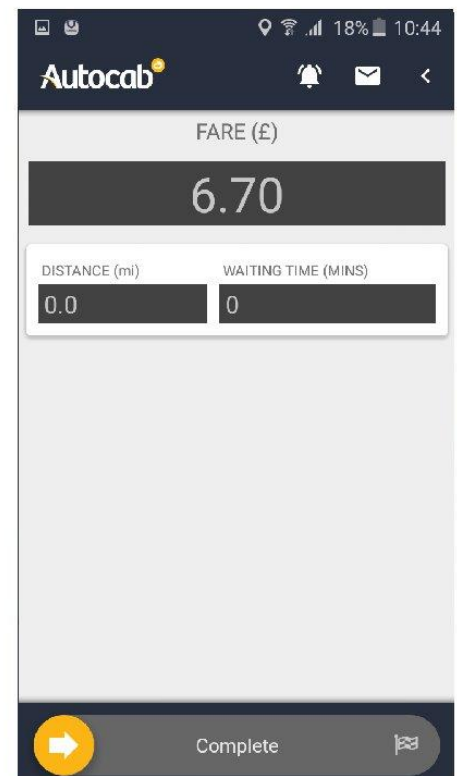 18% 10:44
Autocab
FARE (£)
6.70
DISTANCE (mi) WAITING TIME (MINS)
0.0 0
Complete